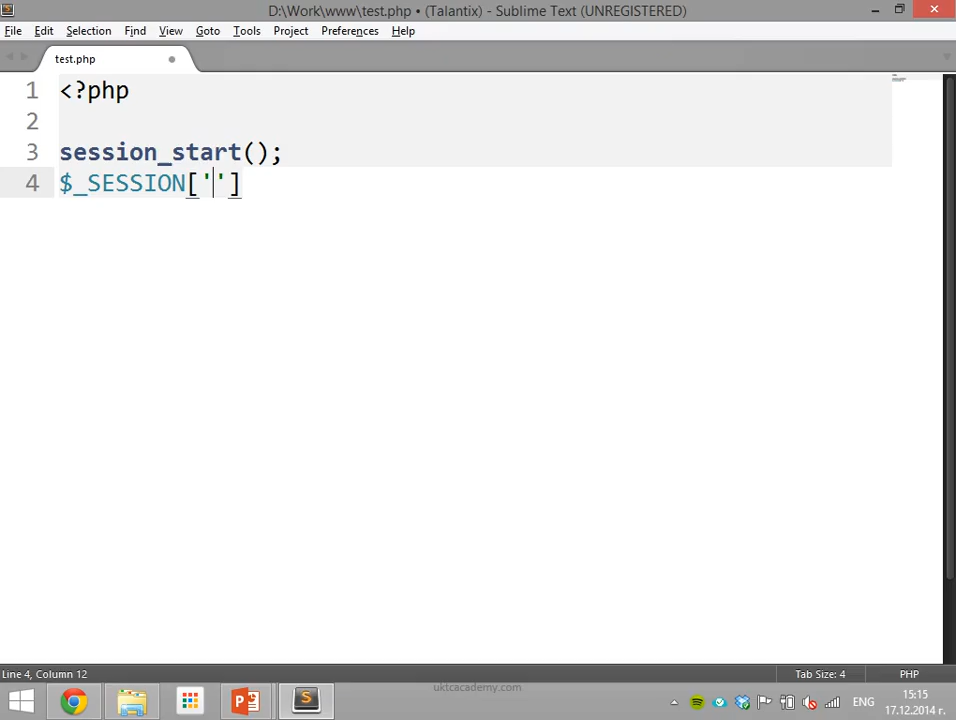 D:\Work\www\test.php • (Talantix) - Sublime Text (UNREGISTERED)
File Edit Selection Find View Goto Tools Project Preferences Help
test.php
1 <?php
2
3 session_start();
4 $_SESSION['']
Line 4, Column 12 Tab Size: 4 PHP
uktcacademy.com
ENG
15:15
17.12.2014 г.